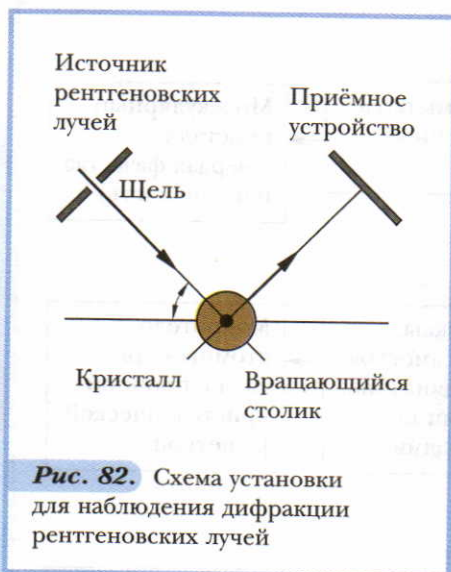 Источник
рентгеновских
лучей
Приёмное
устройство
Щель
Кристалл
Вращающийся
столик
Рис. 82. Схема установки
для наблюдения дифракции
рентгеновских лучей